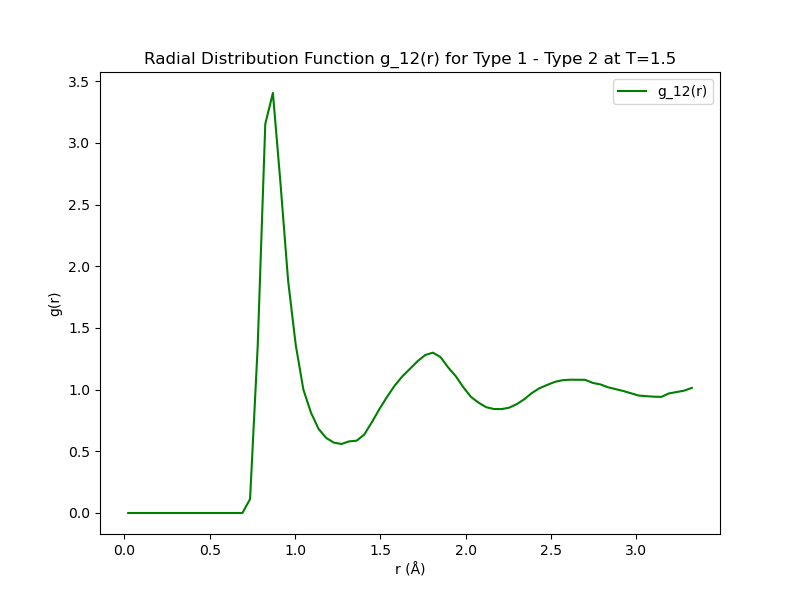 Radial Distribution Function g_12(r) for Type 1 - Type 2 at T=1.5
g_12(r)
g(r)
3.5
3.0
2.5
2.0
1.5
1.0
0.5
0.0
0.0 0.5 1.0 1.5 2.0 2.5 3.0
r (Å)